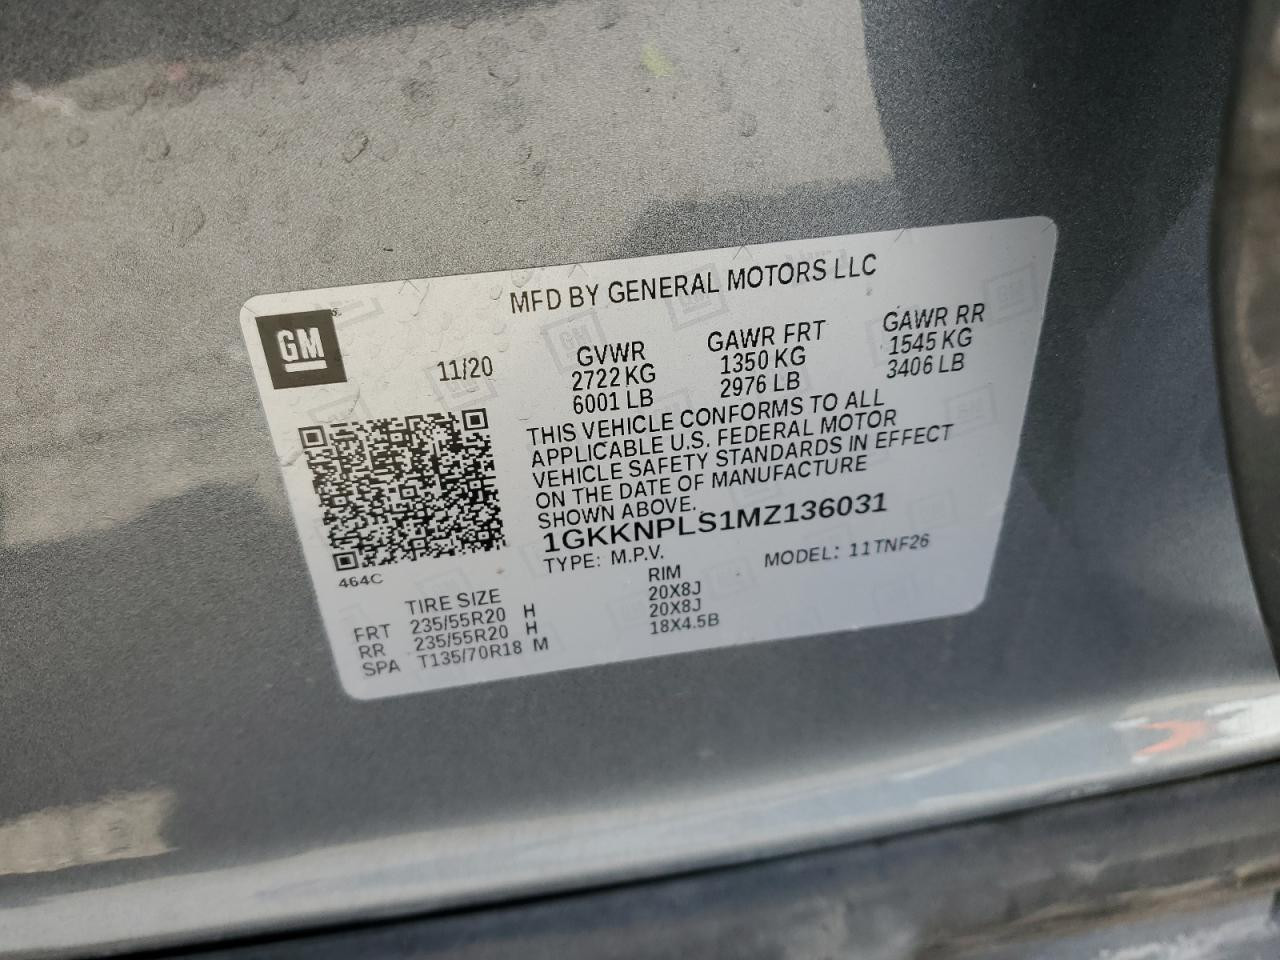 MFD BY GENERAL MOTORS LLC
GM
11/20
GVWR GAWR FRT GAWR RR
2722 KG 1350 KG 1545 KG
6001 LB 2976 LB 3406 LB
THIS VEHICLE CONFORMS TO ALL
APPLICABLE U.S. FEDERAL MOTOR
VEHICLE SAFETY STANDARDS IN EFFECT
ON THE DATE OF MANUFACTURE
SHOWN ABOVE.
1GKKNPLS1MZ136031
TYPE: M.P.V. MODEL: 11TNF26
464C
TIRE SIZE RIM
FRT 235/55R20 H 20X8J
RR 235/55R20 H 20X8J
SPA T135/70R18 M 18X4.5B